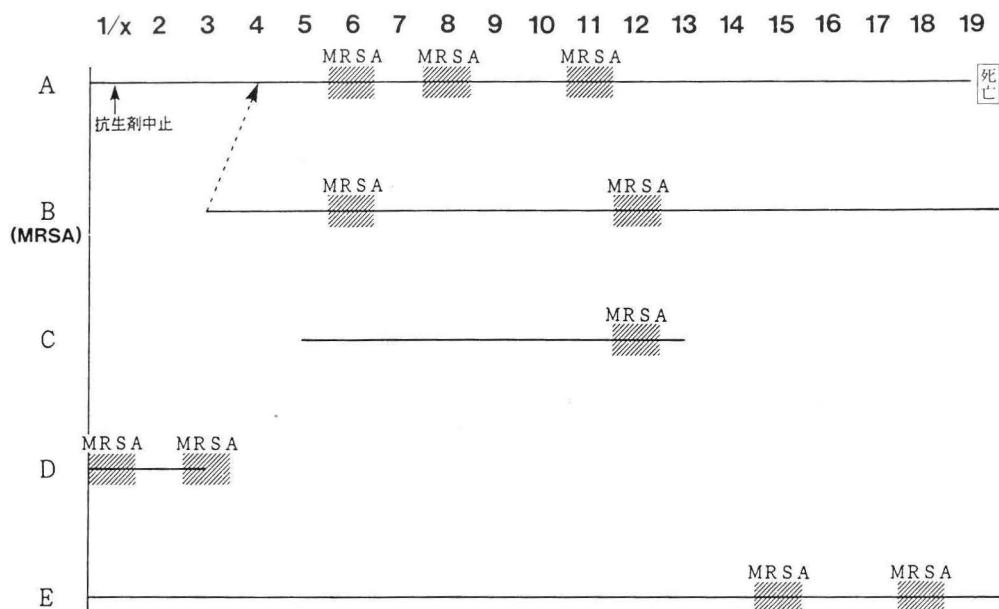 1/x 2 3 4 5 6 7 8 9 10 11 12 13 14 15 16 17 18 19
MRSA MRSA MRSA
A
死亡
抗生剤中止
MRSA MRSA
B
(MRSA)
MRSA
C
MRSA MRSA
D
MRSA MRSA
E